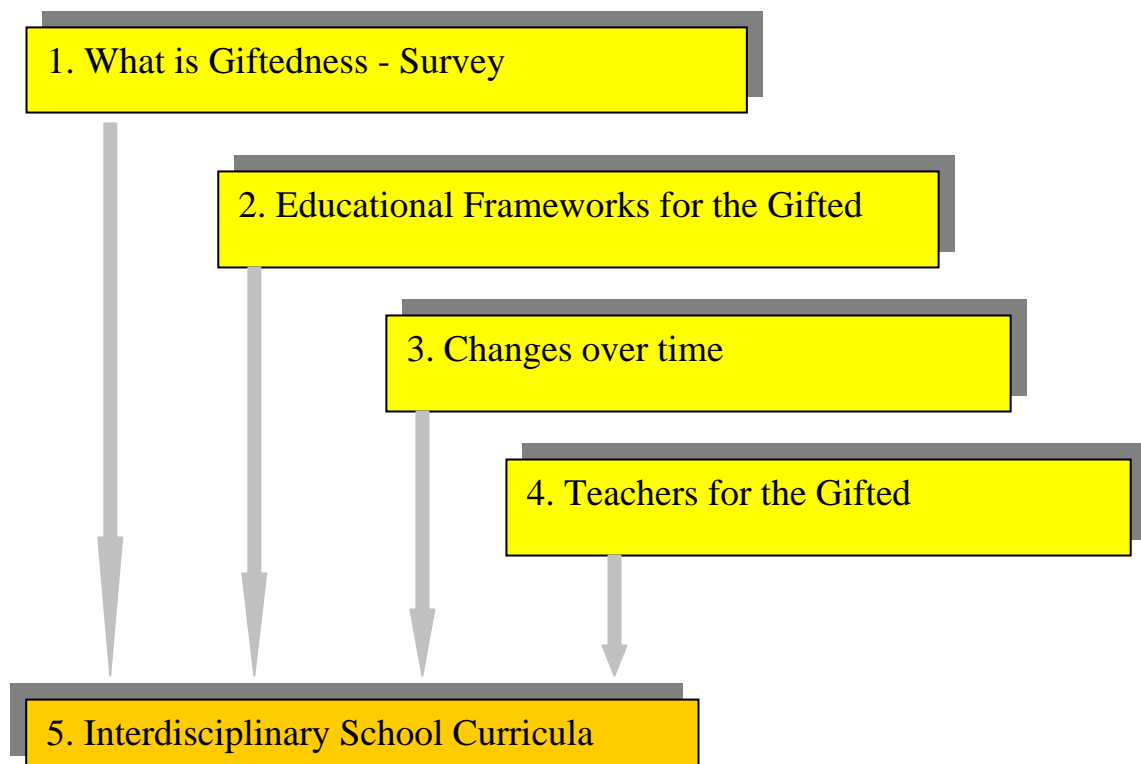 1. What is Giftedness - Survey
2. Educational Frameworks for the Gifted
3. Changes over time
4. Teachers for the Gifted
5. Interdisciplinary School Curricula